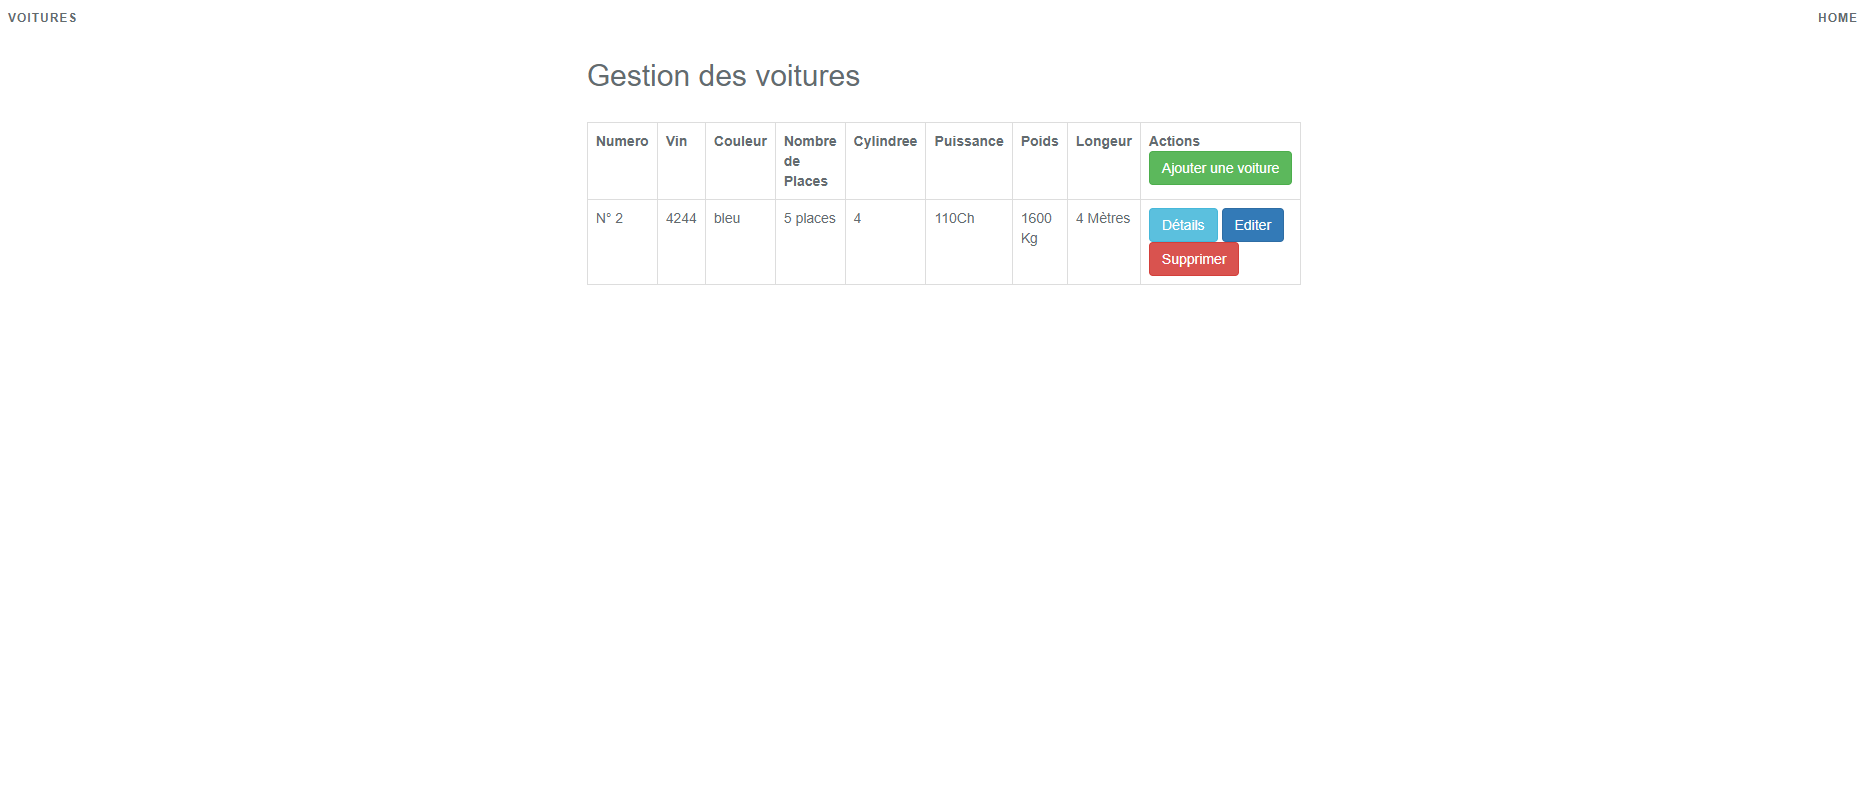 VOITURES
HOME
Gestion des voitures
Numero Vin Couleur Nombre de Places Cylindree Puissance Poids Longeur Actions
Ajouter une voiture
N° 2 4244 bleu 5 places 4 110Ch 1600 Kg 4 Mètres Détails Editer
Supprimer